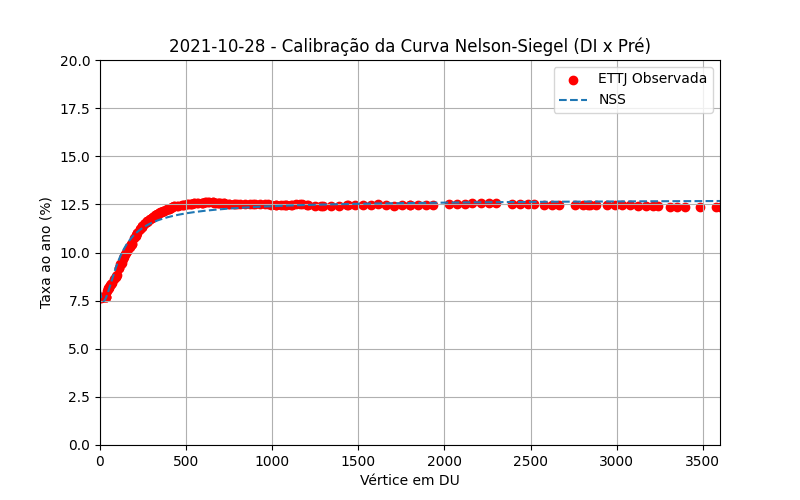 2021-10-28 - Calibração da Curva Nelson-Siegel (DI x Pré)
ETTJ Observada
NSS
Taxa ao ano (%)
20.0
17.5
15.0
12.5
10.0
7.5
5.0
2.5
0.0
0 500 1000 1500 2000 2500 3000 3500
Vértice em DU